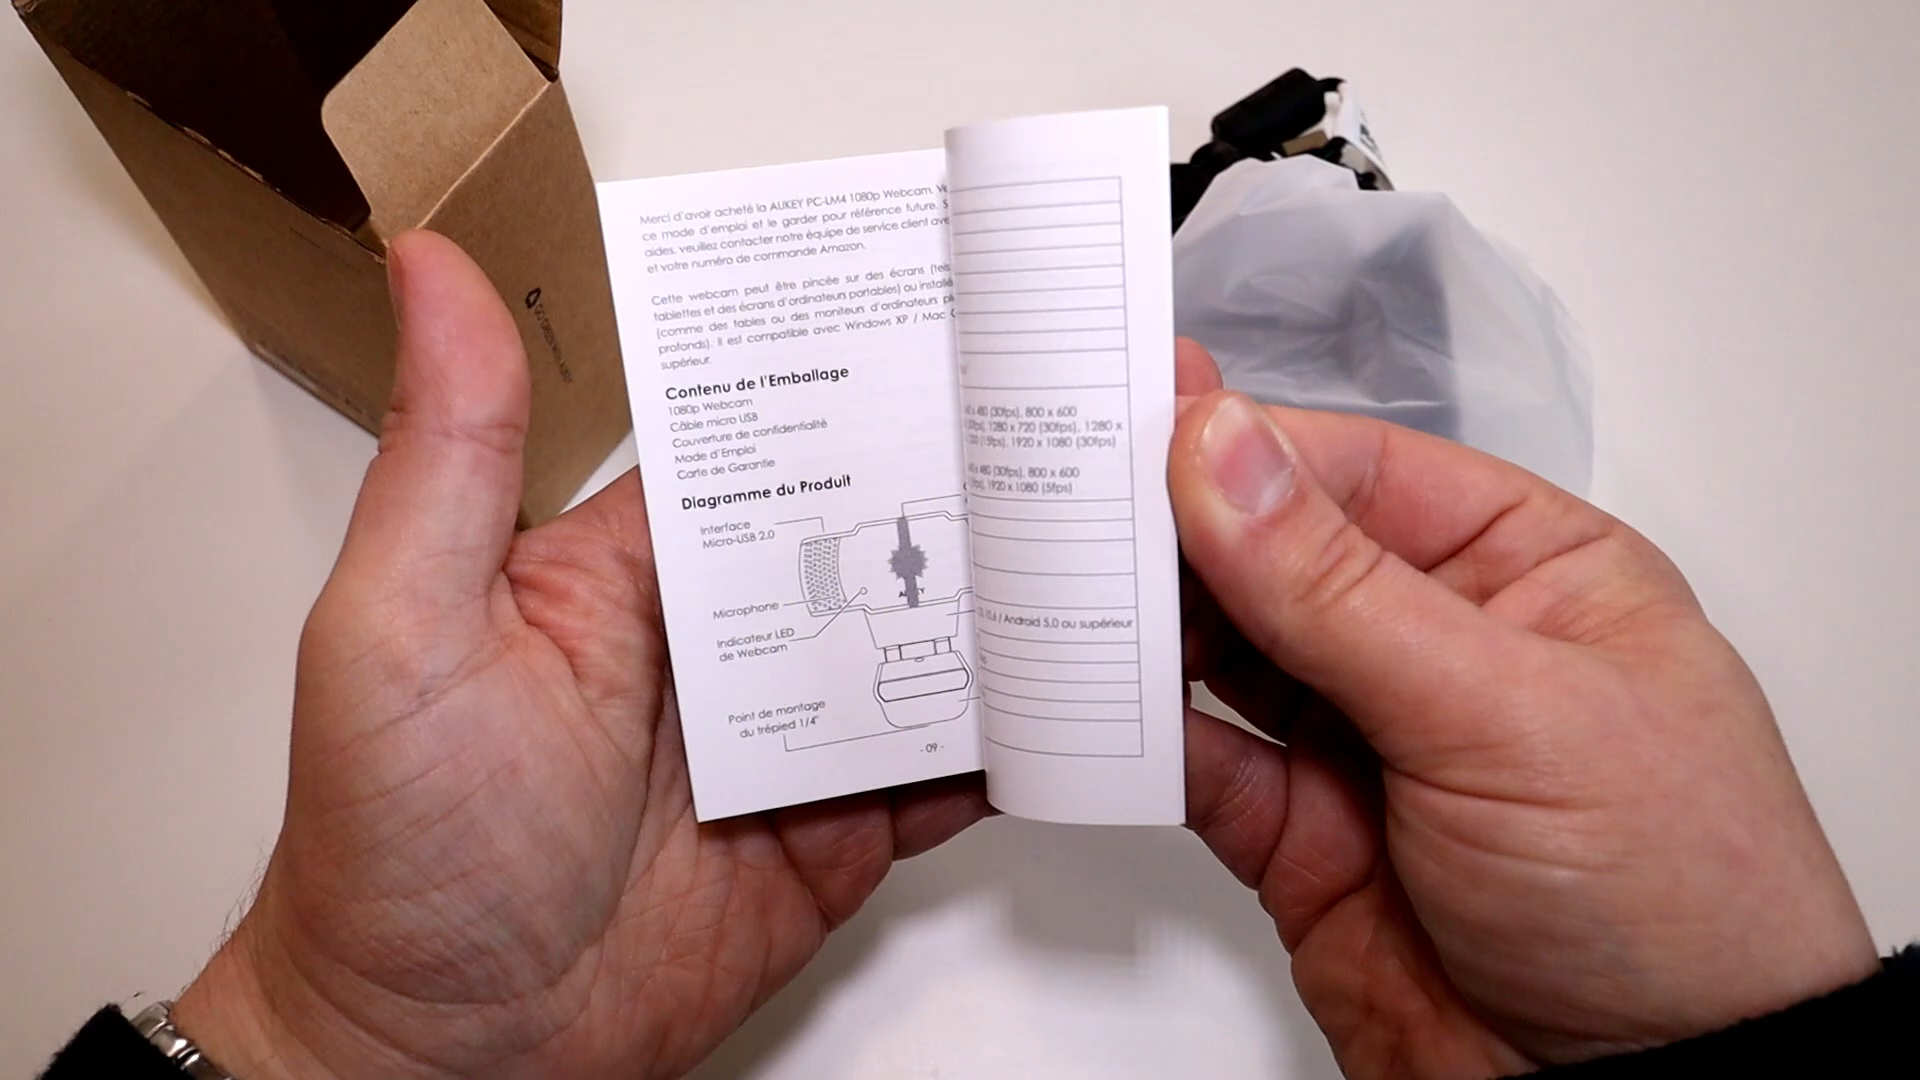 Merci d'avoir acheté la AUKEY PC-LM4 1080p Webcam.
ce mode d'emploi et le garder pour référence future.
aides, veuillez contacter notre équipe de service client
et votre numéro de commande Amazon.
Cette webcam peut être pincée sur des écrans (tels
tablettes et des écrans d'ordinateurs portables) ou
(comme des tables ou des moniteurs d'ordinateurs
profonds). Il est compatible avec Windows XP / Mac
supérieur.
Contenu de l'Emballage
1080p Webcam
Câble micro USB
Couverture de confidentialité
Mode d'Emploi
Carte de Garantie
Diagramme du Produit
Interface
Micro-USB 2.0
Microphone
Indicateur LED
de Webcam
Point de montage
du trépied 1/4"
- 09 -
480 (30fps), 800 x 600
1280 x 720 (30fps), 1280 x
(15fps), 1920 x 1080 (30fps)
480 (30fps), 800 x 600
1920 x 1080 (5fps)
10.6 / Android 5.0 ou supérieur
GO GREEN WITH AUKEY